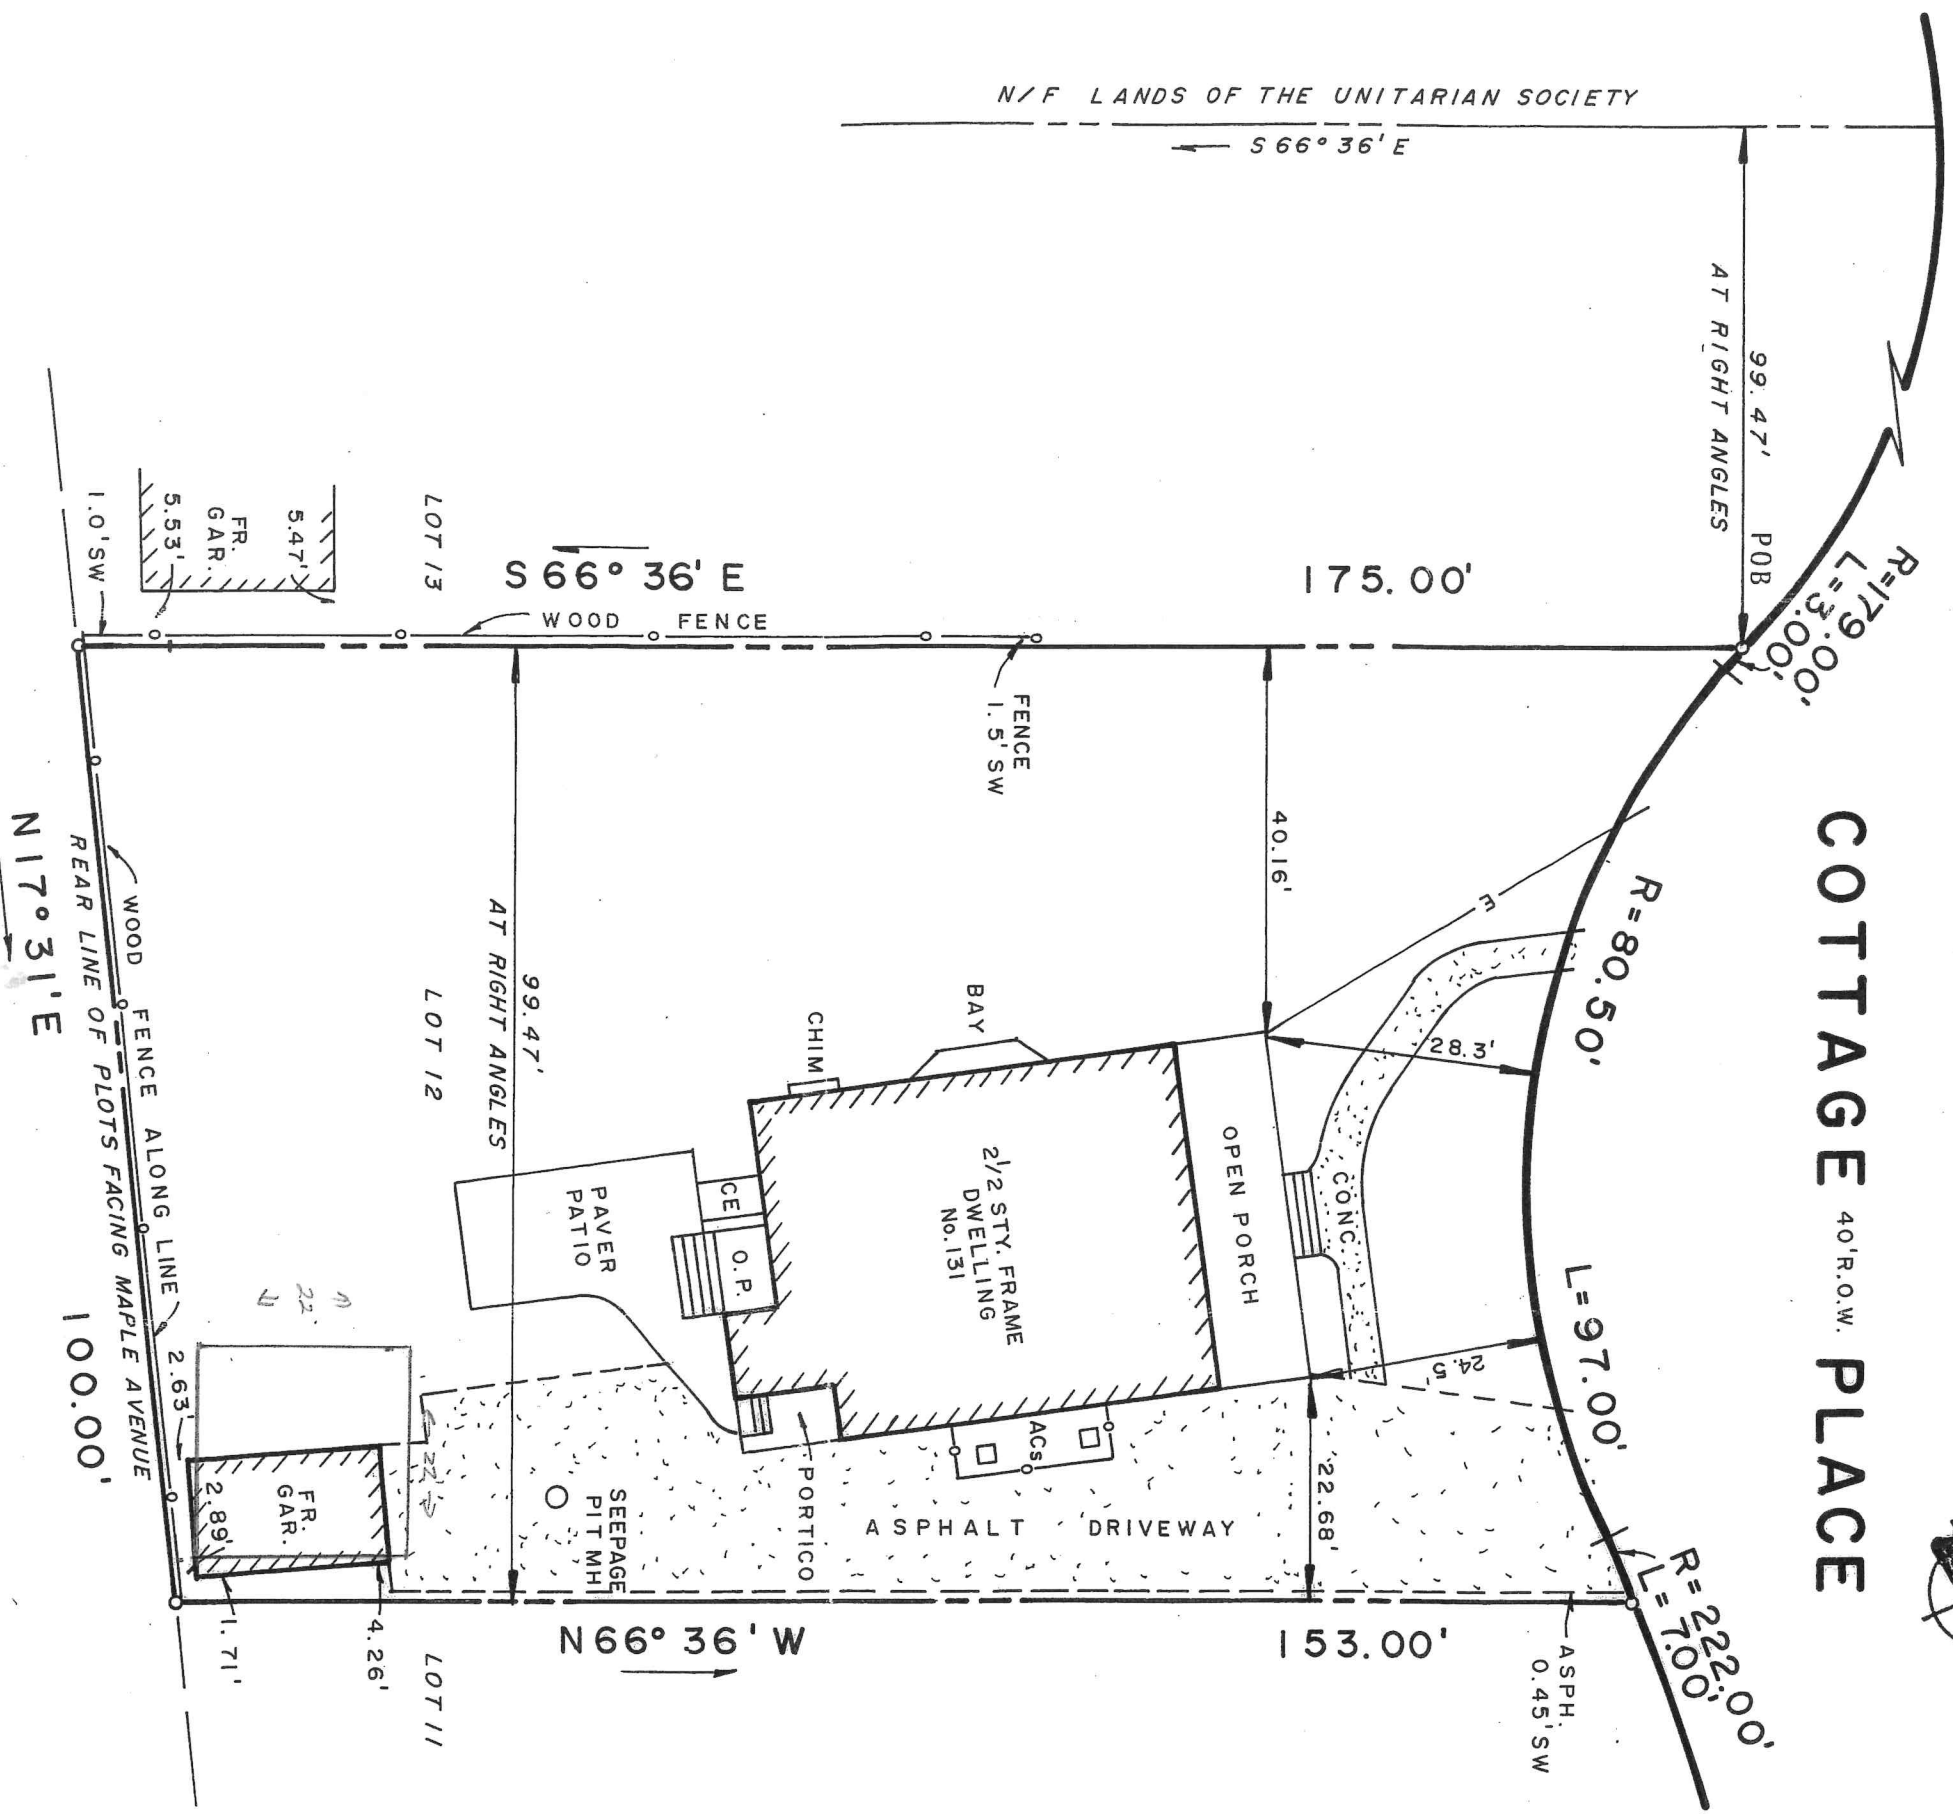 N/F LANDS OF THE UNITARIAN SOCIETY
S 66° 36' E
99.47'
AT RIGHT ANGLES
POB
R=179.00'
L=3.00'
COTTAGE 40' R.O.W. PLACE
R=80.50'
L=97.00'
R=222.00'
L=7.00'
LOT 13
5.47'
FR.
GAR.
5.53'
1.0' SW
S 66° 36' E
175.00'
WOOD FENCE
FENCE
1.5' SW
40.16'
E
28.3'
24.5'
CONC.
OPEN PORCH
BAY
CHIM
2 1/2 STY. FRAME
DWELLING
No. 131
CE
O.P.
PAVER
PATIO
99.47'
AT RIGHT ANGLES
LOT 12
WOOD FENCE ALONG LINE
REAR LINE OF PLOTS FACING MAPLE AVENUE
N 17° 31' E
100.00'
22'
22'
2.63'
FR.
GAR.
2.89'
1.71'
4.26'
LOT 11
SEEPAGE
PIT MH
PORTICO
ACs
ASPHALT DRIVEWAY
22.68'
N 66° 36' W
153.00'
ASPH.
0.45' SW